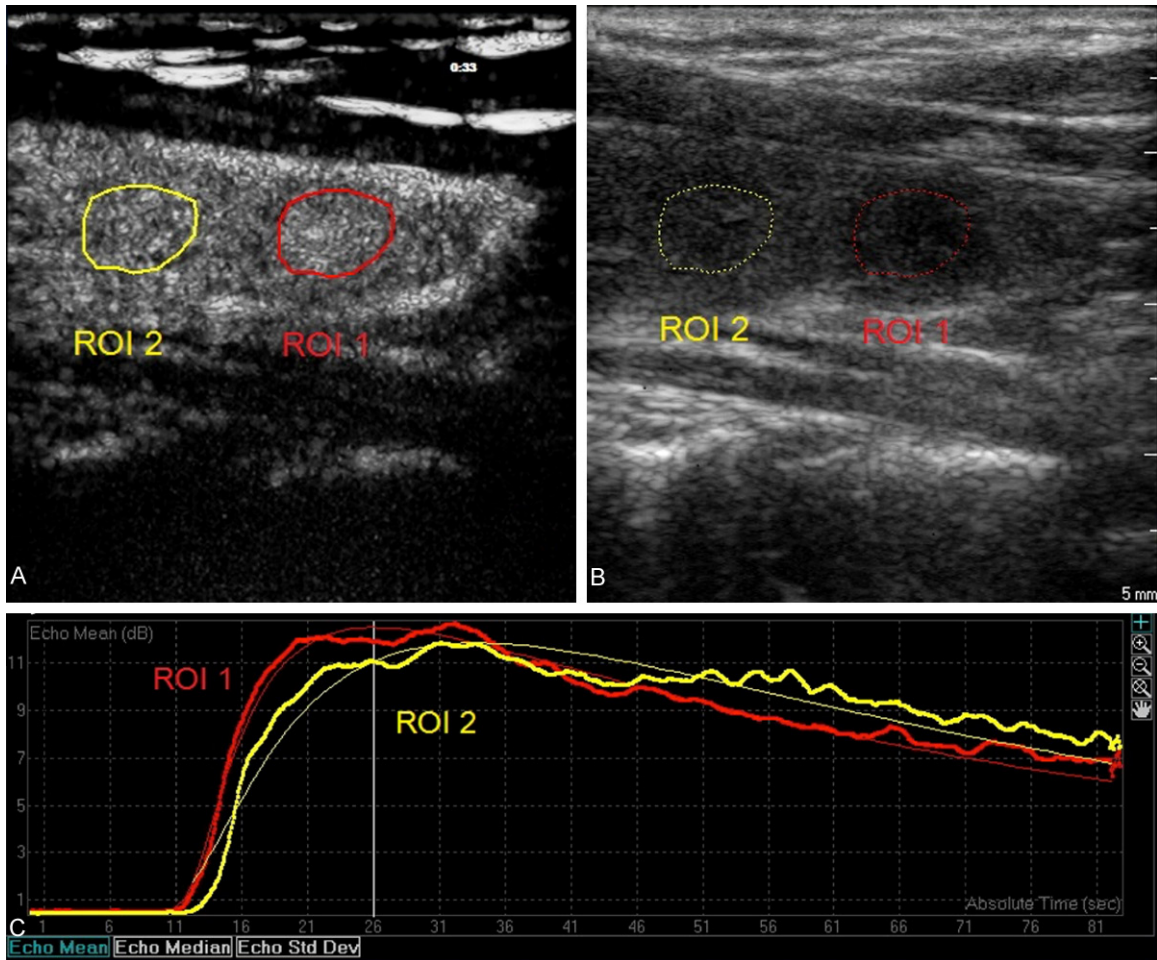 0:33
ROI 2
ROI 1
A
ROI 2
ROI 1
B
5 mm
Echo Mean (dB)
ROI 1
ROI 2
11
9
7
5
3
1
Absolute Time (sec)
C
1 6 11 16 21 26 31 36 41 46 51 56 61 66 71 76 81
Echo Mean Echo Median Echo Std Dev